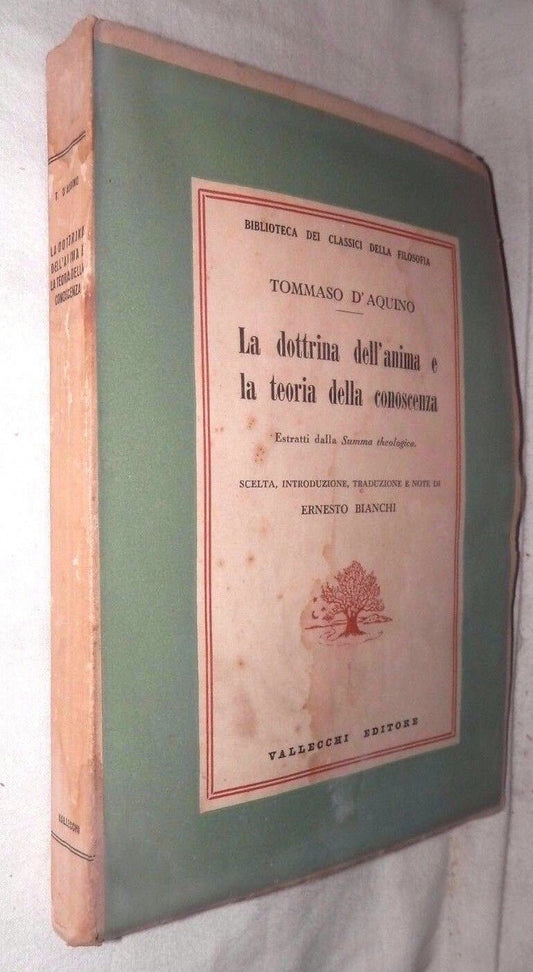 T. D'AQUINO
LA DOTTRINA
DELL'ANIMA E
LA TEORIA DELLA
CONOSCENZA
VALLECCHI
BIBLIOTECA DEI CLASSICI DELLA FILOSOFIA
TOMMASO D'AQUINO
La dottrina dell'anima e
la teoria della conoscenza
Estratti dalla Summa theologica.
SCELTA, INTRODUZIONE, TRADUZIONE E NOTE DI
ERNESTO BIANCHI
VALLECCHI EDITORE